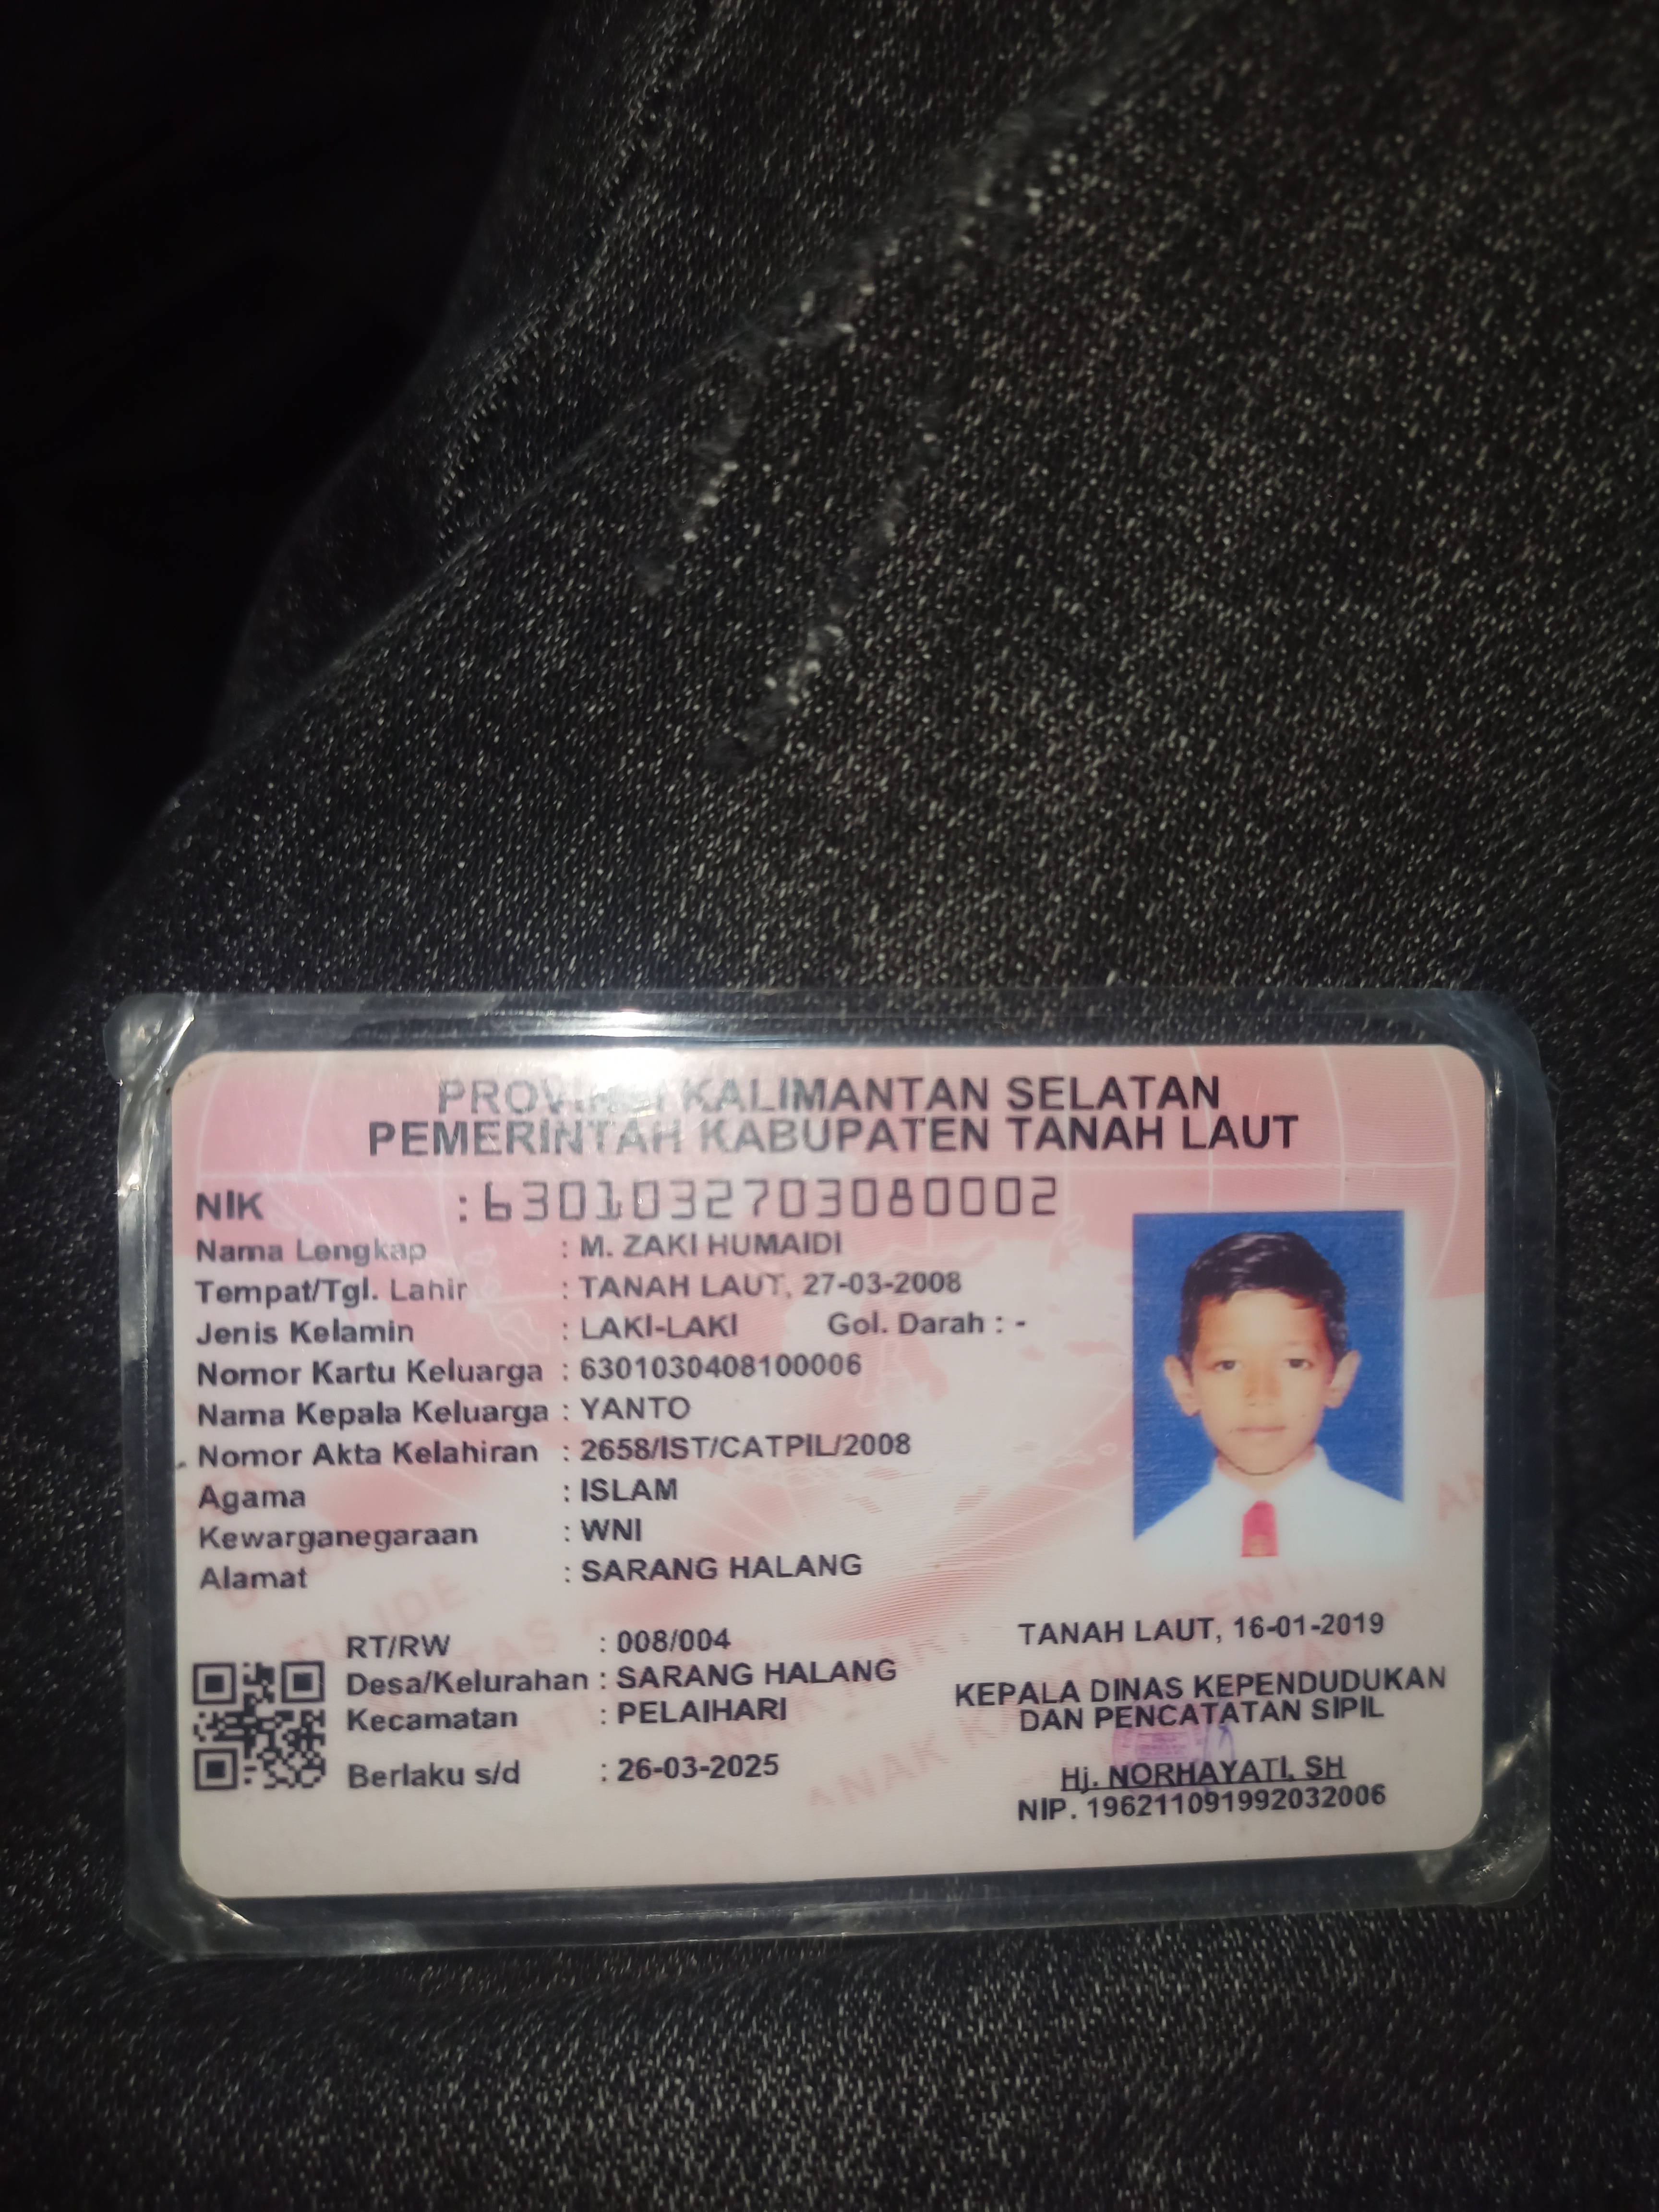 PROVINSI KALIMANTAN SELATAN
PEMERINTAH KABUPATEN TANAH LAUT
NIK : 6301032703080002
Nama Lengkap : M. ZAKI HUMAIDI
Tempat/Tgl. Lahir : TANAH LAUT, 27-03-2008
Jenis Kelamin : LAKI-LAKI Gol. Darah : -
Nomor Kartu Keluarga : 6301030408100006
Nama Kepala Keluarga : YANTO
Nomor Akta Kelahiran : 2658/IST/CATPIL/2008
Agama : ISLAM
Kewarganegaraan : WNI
Alamat : SARANG HALANG
RT/RW : 008/004
Desa/Kelurahan : SARANG HALANG
Kecamatan : PELAIHARI
Berlaku s/d : 26-03-2025
TANAH LAUT, 16-01-2019
KEPALA DINAS KEPENDUDUKAN
DAN PENCATATAN SIPIL
Hj. NORHAYATI, SH
NIP. 196211091992032006